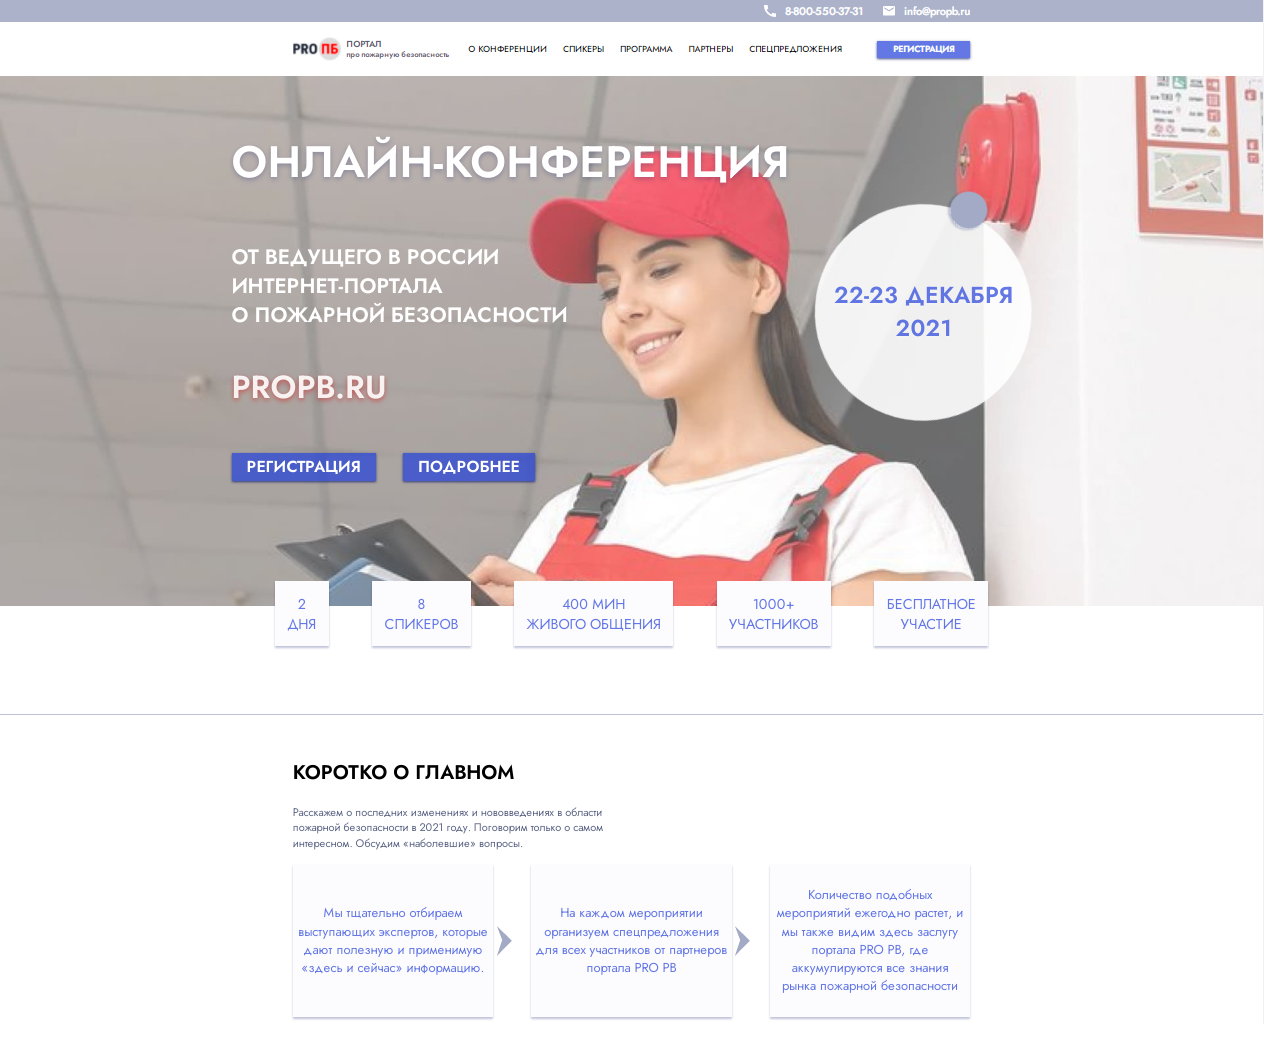 8-800-550-37-31 info@propb.ru
PRO ПБ ПОРТАЛ
про пожарную безопасность
О КОНФЕРЕНЦИИ СПИКЕРЫ ПРОГРАММА ПАРТНЕРЫ СПЕЦПРЕДЛОЖЕНИЯ РЕГИСТРАЦИЯ
ОНЛАЙН-КОНФЕРЕНЦИЯ
ОТ ВЕДУЩЕГО В РОССИИ
ИНТЕРНЕТ-ПОРТАЛА
О ПОЖАРНОЙ БЕЗОПАСНОСТИ
22-23 ДЕКАБРЯ
2021
PROPB.RU
РЕГИСТРАЦИЯ ПОДРОБНЕЕ
2
ДНЯ
8
СПИКЕРОВ
400 МИН
ЖИВОГО ОБЩЕНИЯ
1000+
УЧАСТНИКОВ
БЕСПЛАТНОЕ
УЧАСТИЕ
КОРОТКО О ГЛАВНОМ
Расскажем о последних изменениях и нововведениях в области
пожарной безопасности в 2021 году. Поговорим только о самом
интересном. Обсудим «наболевшие» вопросы.
Мы тщательно отбираем
выступающих экспертов, которые
дают полезную и применимую
«здесь и сейчас» информацию.
На каждом мероприятии
организуем спецпредложения
для всех участников от партнеров
портала PRO PB
Количество подобных
мероприятий ежегодно растет, и
мы также видим здесь заслугу
портала PRO PB, где
аккумулируются все знания
рынка пожарной безопасности